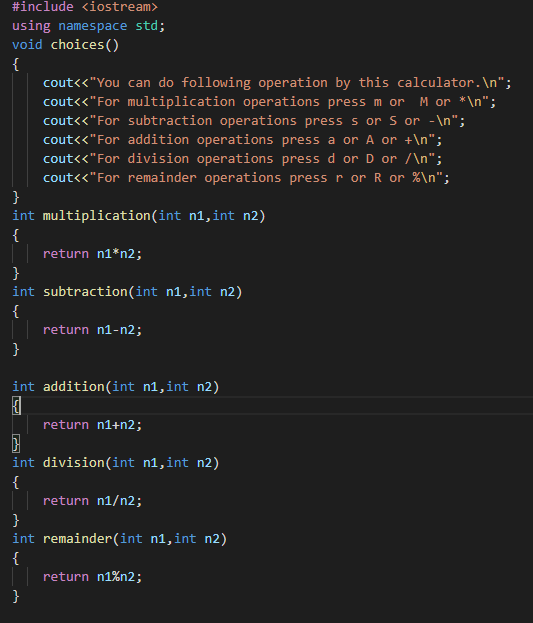 #include <iostream>
using namespace std;
void choices()
{
    cout<<"You can do following operation by this calculator.\n";
    cout<<"For multiplication operations press m or  M or *\n";
    cout<<"For subtraction operations press s or S or -\n";
    cout<<"For addition operations press a or A or +\n";
    cout<<"For division operations press d or D or /\n";
    cout<<"For remainder operations press r or R or %\n";
}
int multiplication(int n1,int n2)
{
    return n1*n2;
}
int subtraction(int n1,int n2)
{
    return n1-n2;
}

int addition(int n1,int n2)
{
    return n1+n2;
}
int division(int n1,int n2)
{
    return n1/n2;
}
int remainder(int n1,int n2)
{
    return n1%n2;
}